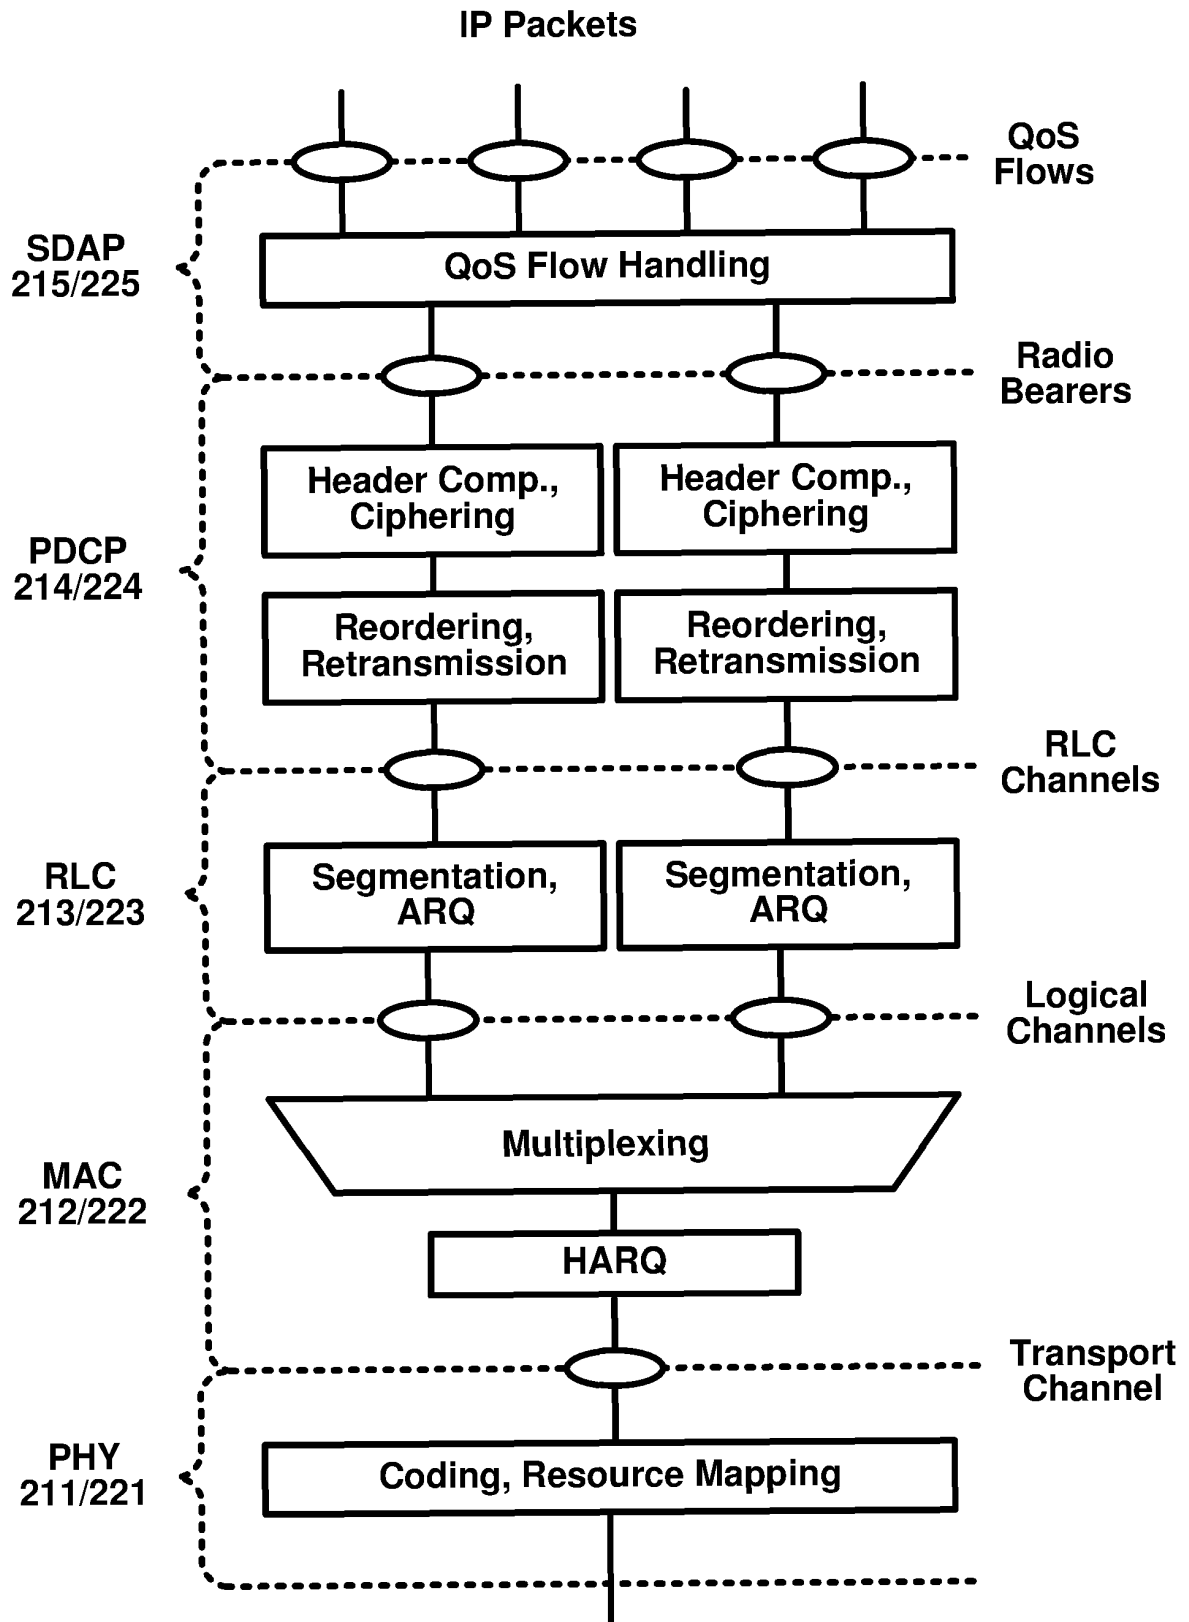 IP Packets
QoS
Flows
SDAP
215/225
QoS Flow Handling
Radio
Bearers
Header Comp.,
Ciphering
Header Comp.,
Ciphering
PDCP
214/224
Reordering,
Retransmission
Reordering,
Retransmission
RLC
Channels
RLC
213/223
Segmentation,
ARQ
Segmentation,
ARQ
Logical
Channels
Multiplexing
MAC
212/222
HARQ
Transport
Channel
PHY
211/221
Coding, Resource Mapping